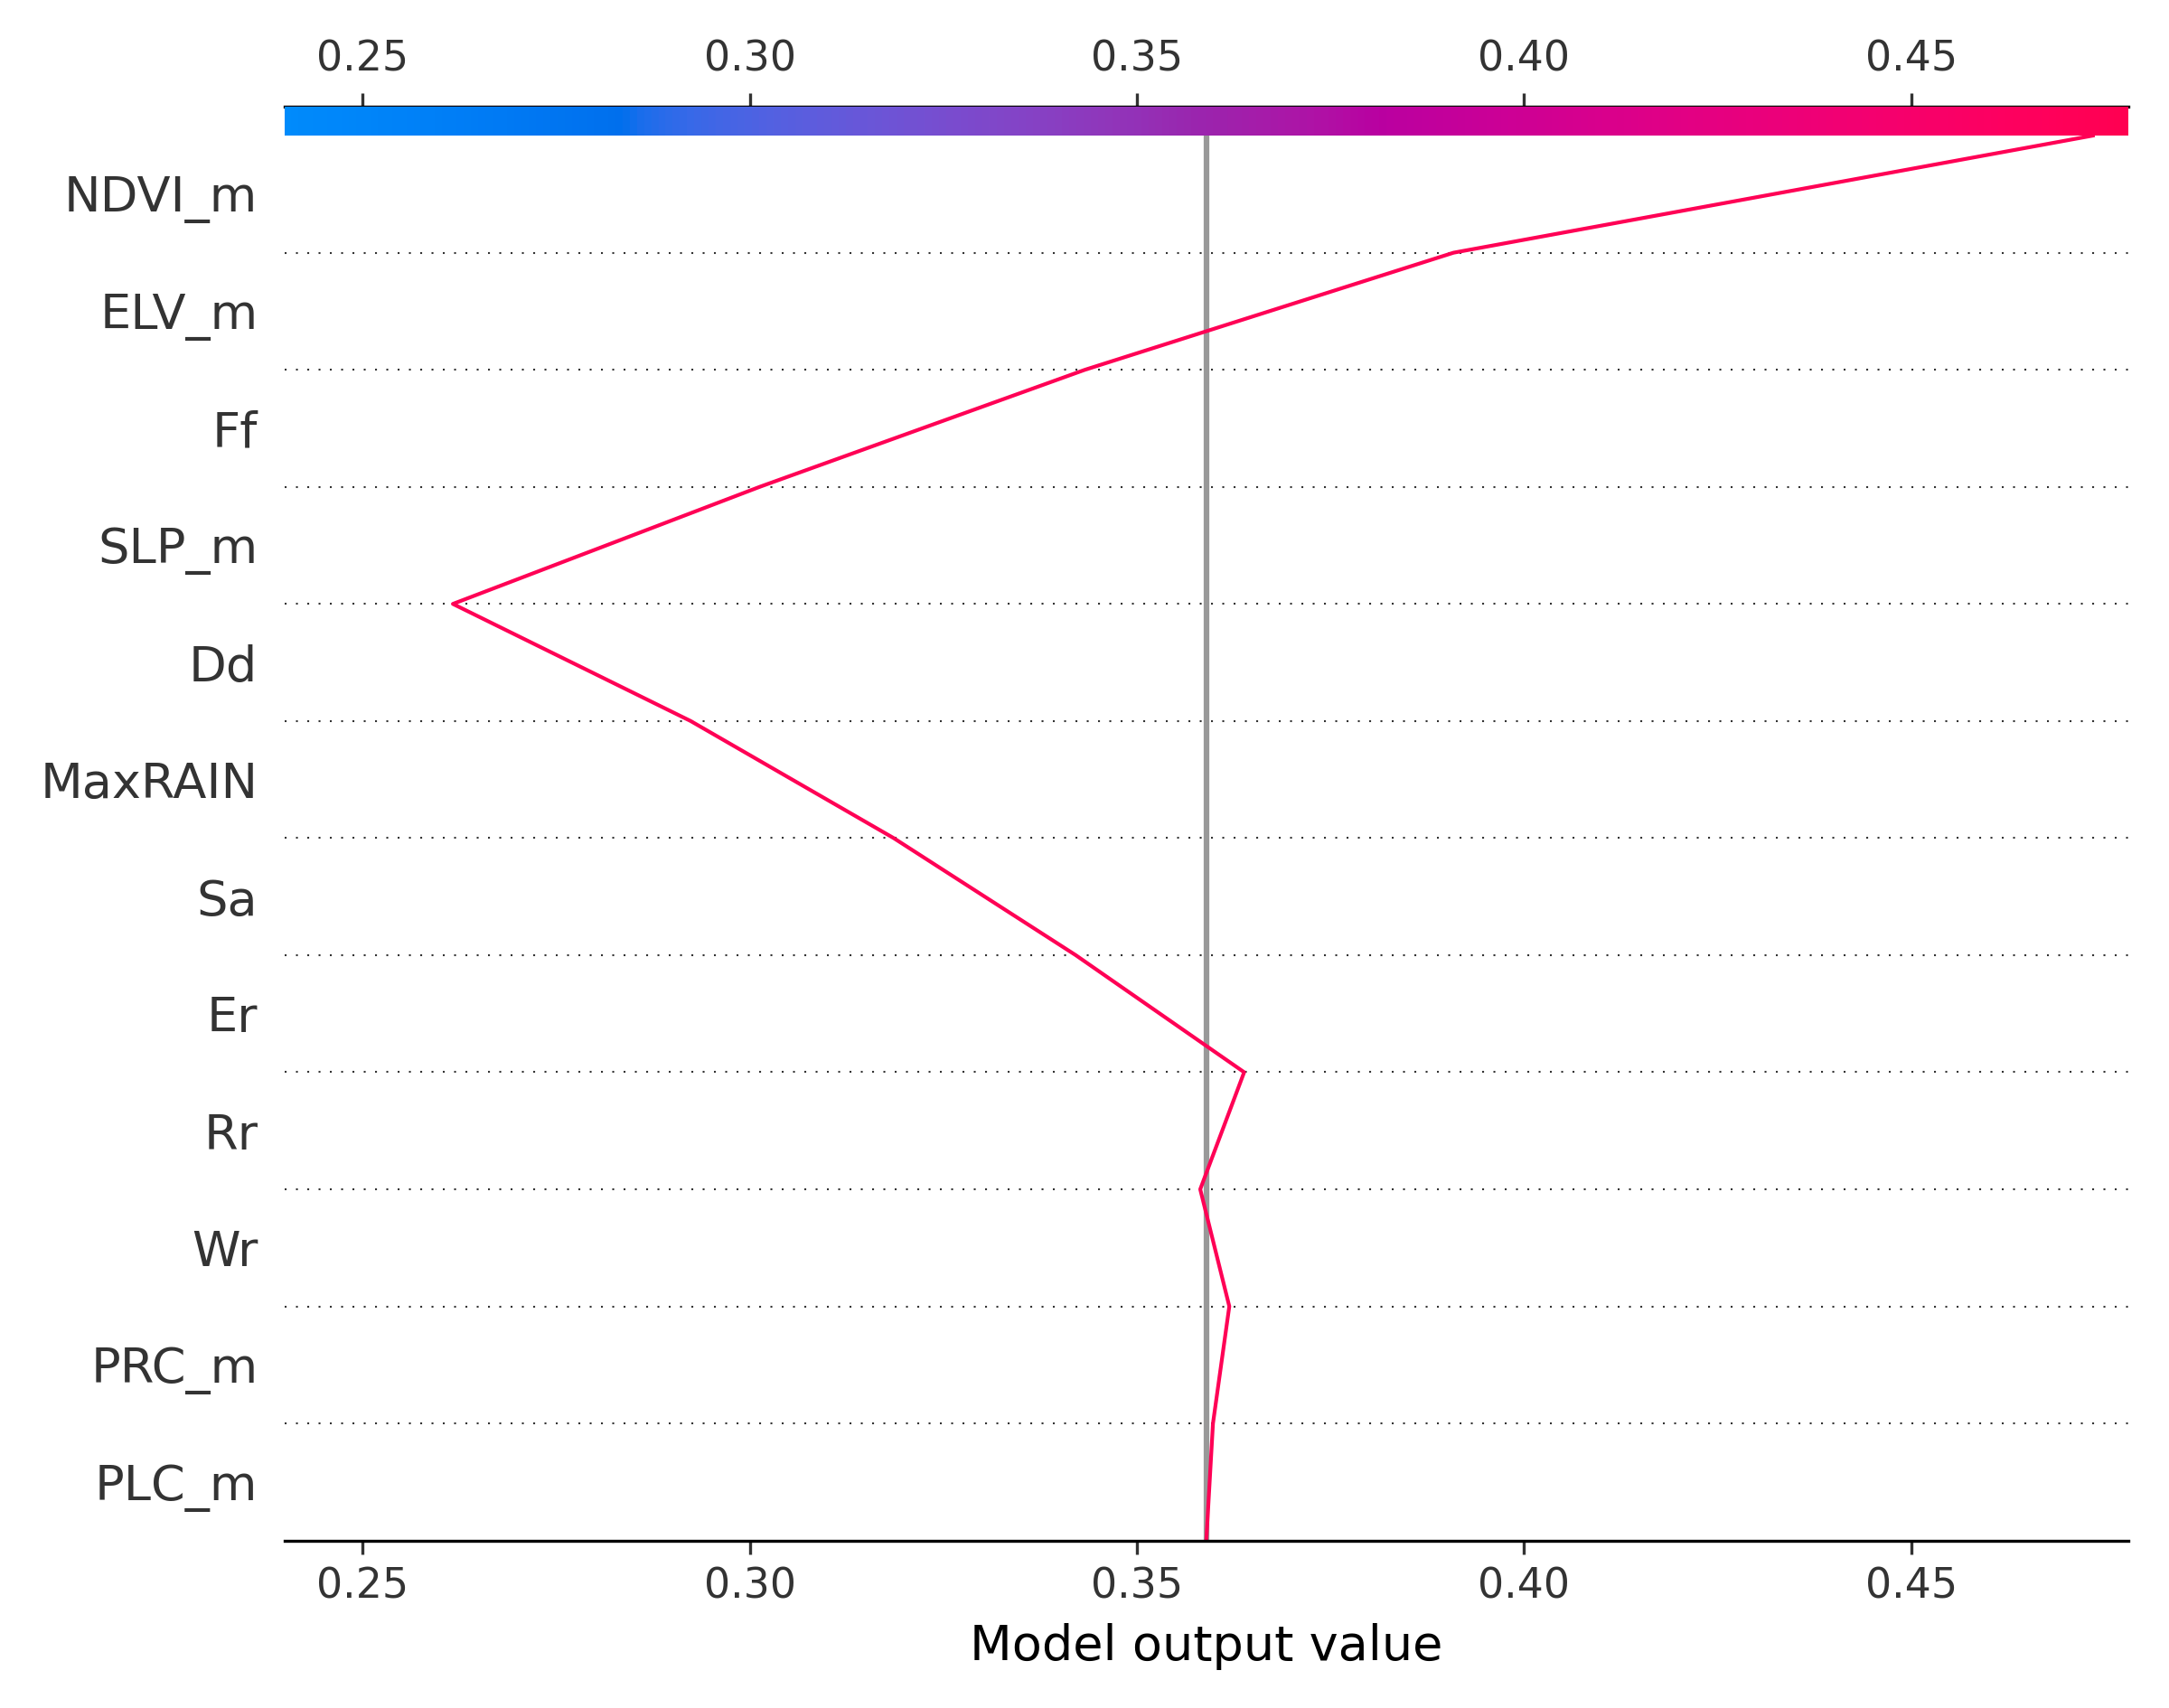 0.25 0.30 0.35 0.40 0.45
NDVI_m
ELV_m
Ff
SLP_m
Dd
MaxRAIN
Sa
Er
Rr
Wr
PRC_m
PLC_m
0.25 0.30 0.35 0.40 0.45
Model output value